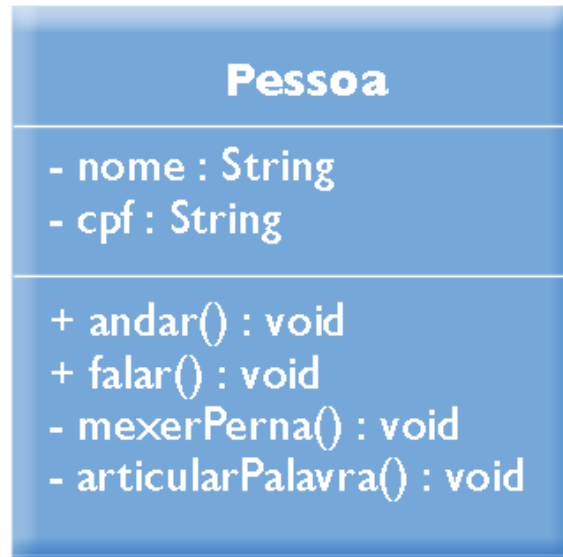 Pessoa
- nome : String
- cpf : String
+ andar() : void
+ falar() : void
- mexerPerna() : void
- articularPalavra() : void